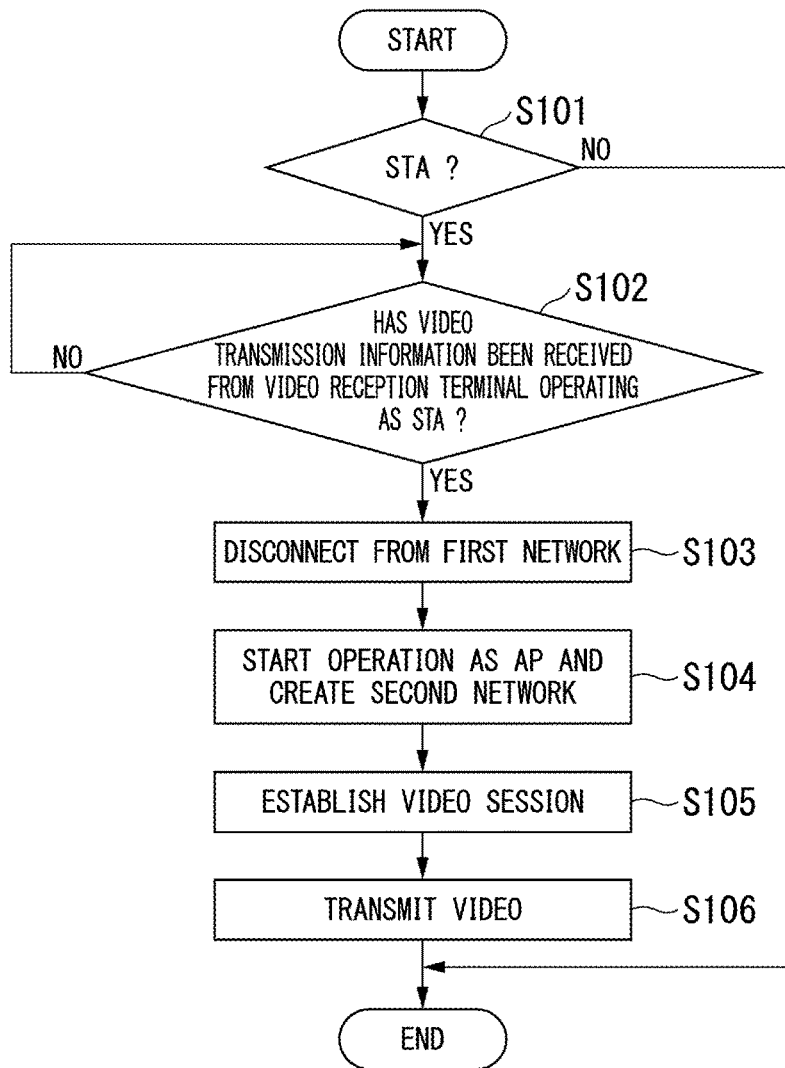 START
S101
STA ?
NO
YES
S102
HAS VIDEO
TRANSMISSION INFORMATION BEEN RECEIVED
FROM VIDEO RECEPTION TERMINAL OPERATING
AS STA ?
NO
YES
DISCONNECT FROM FIRST NETWORK
S103
START OPERATION AS AP AND
CREATE SECOND NETWORK
S104
ESTABLISH VIDEO SESSION
S105
TRANSMIT VIDEO
S106
END